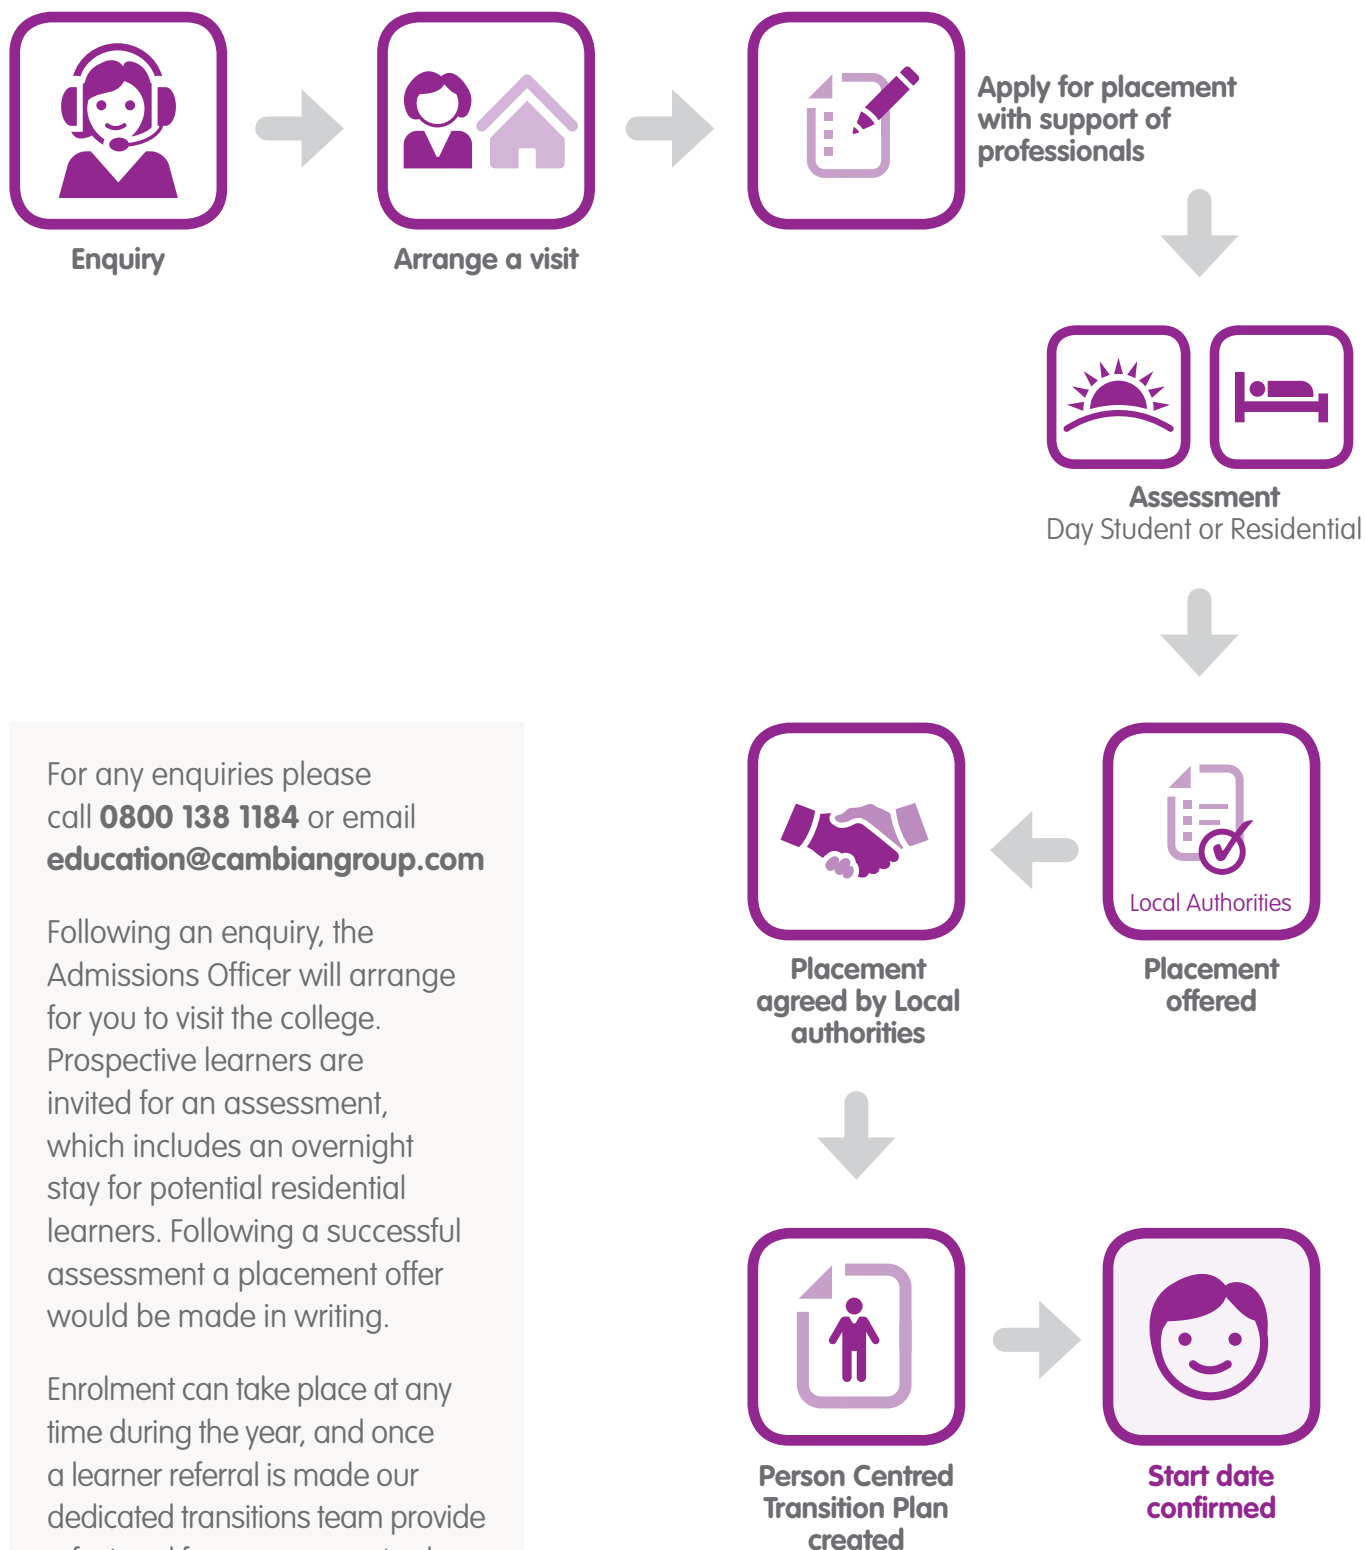 Enquiry
Arrange a visit
Apply for placement
with support of
professionals
Assessment
Day Student or Residential
Local Authorities
Placement
offered
Placement
agreed by Local
authorities
Person Centred
Transition Plan
created
Start date
confirmed
For any enquiries please
call 0800 138 1184 or email
education@cambiangroup.com
Following an enquiry, the
Admissions Officer will arrange
for you to visit the college.
Prospective learners are
invited for an assessment,
which includes an overnight
stay for potential residential
learners. Following a successful
assessment a placement offer
would be made in writing.
Enrolment can take place at any
time during the year, and once
a learner referral is made our
dedicated transitions team provide